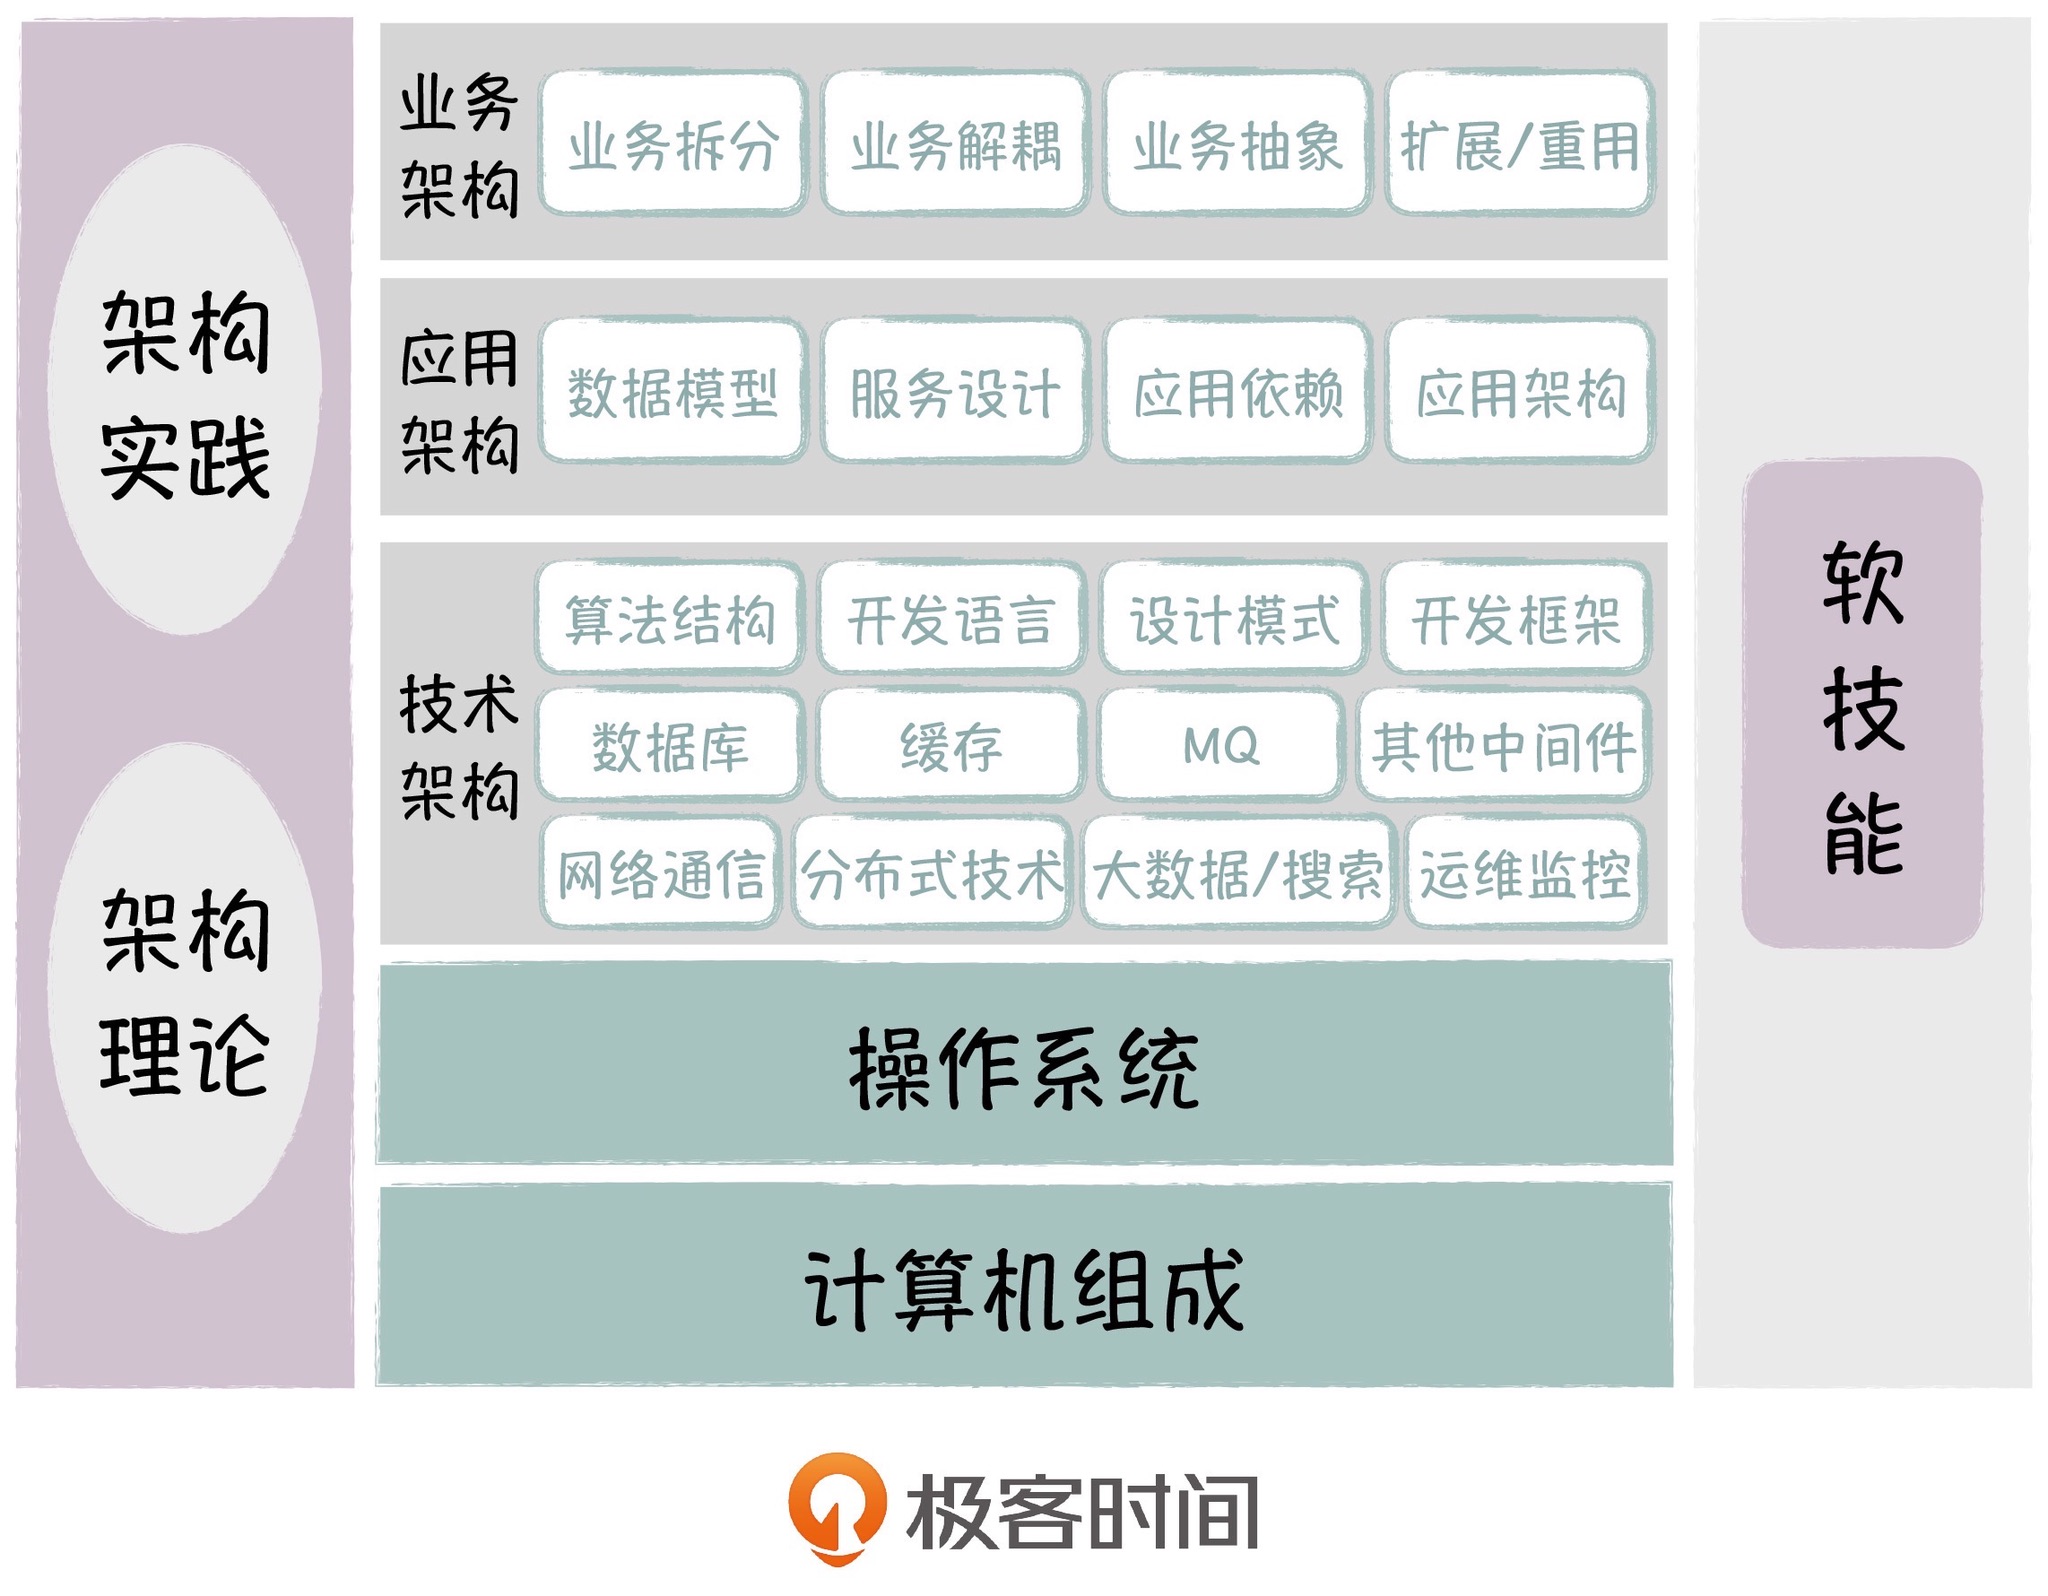 架构
实践
架构
理论
业务
架构
业务拆分
业务解耦
业务抽象
扩展/重用
应用
架构
数据模型
服务设计
应用依赖
应用架构
技术
架构
算法结构
开发语言
设计模式
开发框架
数据库
缓存
MQ
其他中间件
网络通信
分布式技术
大数据/搜索
运维监控
操作系统
计算机组成
软
技
能
极客时间